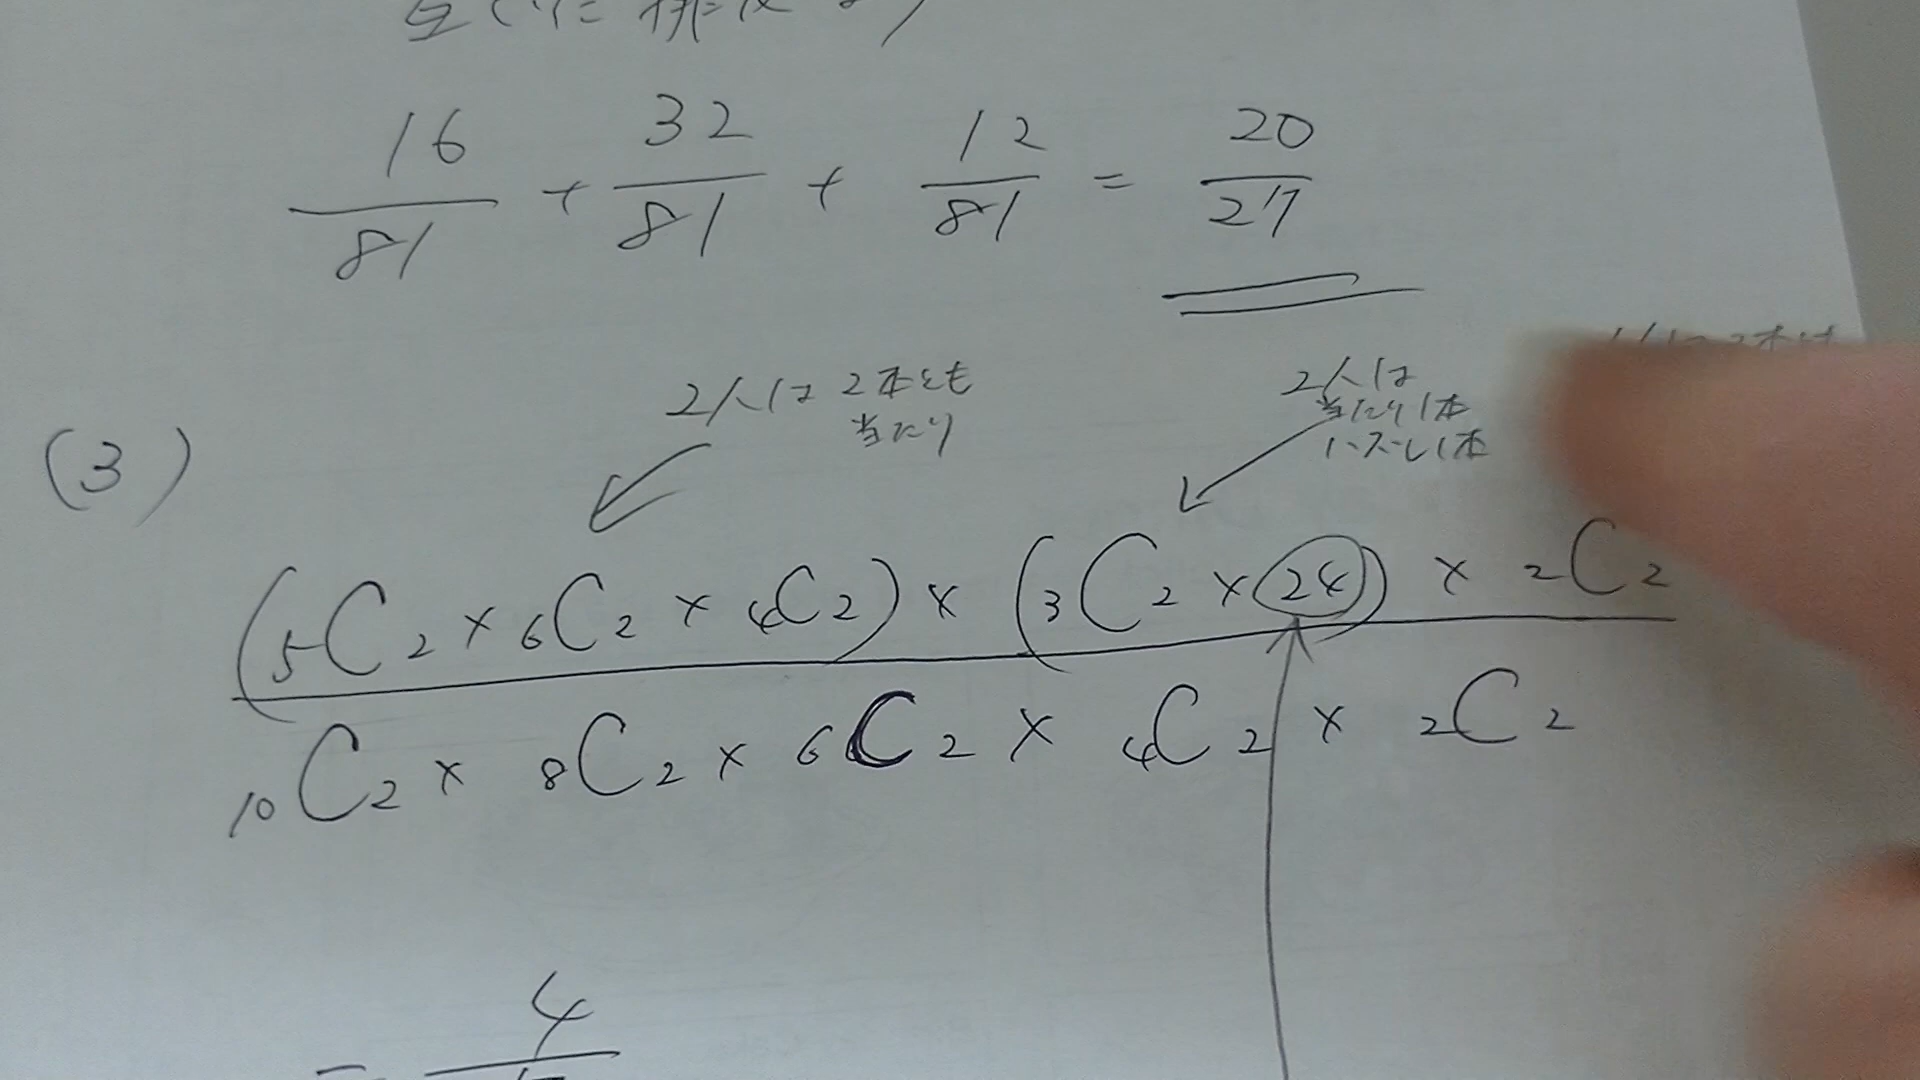 16/81 + 32/81 + 12/81 = 20/27
2人は2本とも
当たり
2人は
当たり1本
ハズレ1本
(3)
(5C2 × 6C2 × 4C2) × (3C2 × 24) × 2C2
10C2 × 8C2 × 6C2 × 4C2 × 2C2
= 4